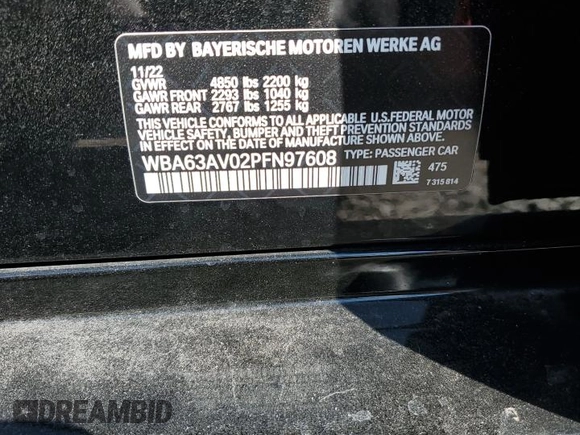 MFD BY BAYERISCHE MOTOREN WERKE AG
11/22
GVWR 4850 lbs 2200 kg
GAWR FRONT 2293 lbs 1040 kg
GAWR REAR 2767 lbs 1255 kg
THIS CAR CONFORMS TO ALL APPLICABLE U.S.FEDERAL MOTOR
VEHICLE SAFETY, BUMPER AND THEFT PREVENTION STANDARDS
IN EFFECT ON THE DATE OF MANUFACTURE SHOWN ABOVE.
WBA63AV02PFN97608 TYPE: PASSENGER CAR
475
7 315 814
DREAMBID